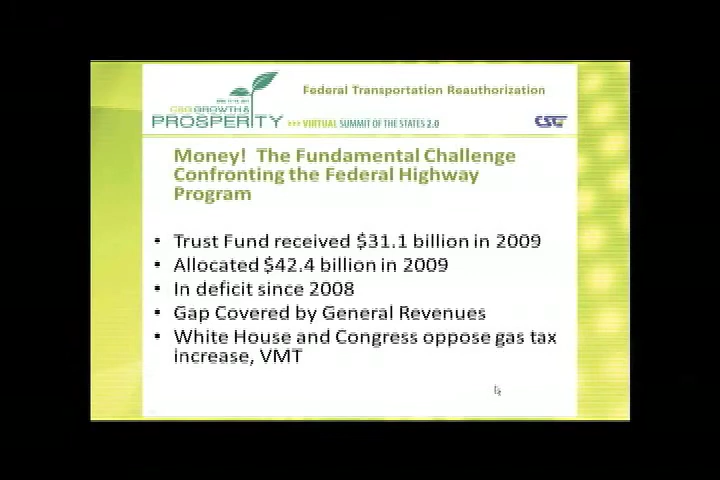 Federal Transportation Reauthorization
CSG GROWTH &
PROSPERITY
>>> VIRTUAL SUMMIT OF THE STATES 2.0
CSG
Money! The Fundamental Challenge
Confronting the Federal Highway
Program
• Trust Fund received $31.1 billion in 2009
• Allocated $42.4 billion in 2009
• In deficit since 2008
• Gap Covered by General Revenues
• White House and Congress oppose gas tax
increase, VMT